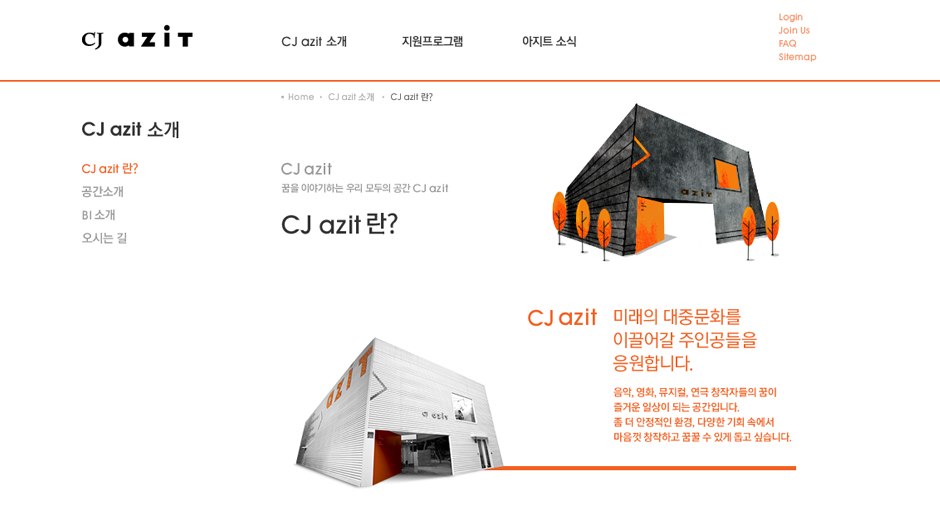 CJ azit
CJ azit 소개 지원프로그램 아지트 소식
Login
Join Us
FAQ
Sitemap
Home · CJ azit 소개 · CJ azit 란?
CJ azit 소개
CJ azit 란?
공간소개
BI 소개
오시는 길
CJ azit
꿈을 이야기하는 우리 모두의 공간 CJ azit
CJ azit 란?
azit
CJ azit
미래의 대중문화를
이끌어갈 주인공들을
응원합니다.
음악, 영화, 뮤지컬, 연극 창작자들의 꿈이
즐거운 일상이 되는 공간입니다.
좀 더 안정적인 환경, 다양한 기회 속에서
마음껏 창작하고 꿈꿀 수 있게 돕고 싶습니다.
azit
CJ azit